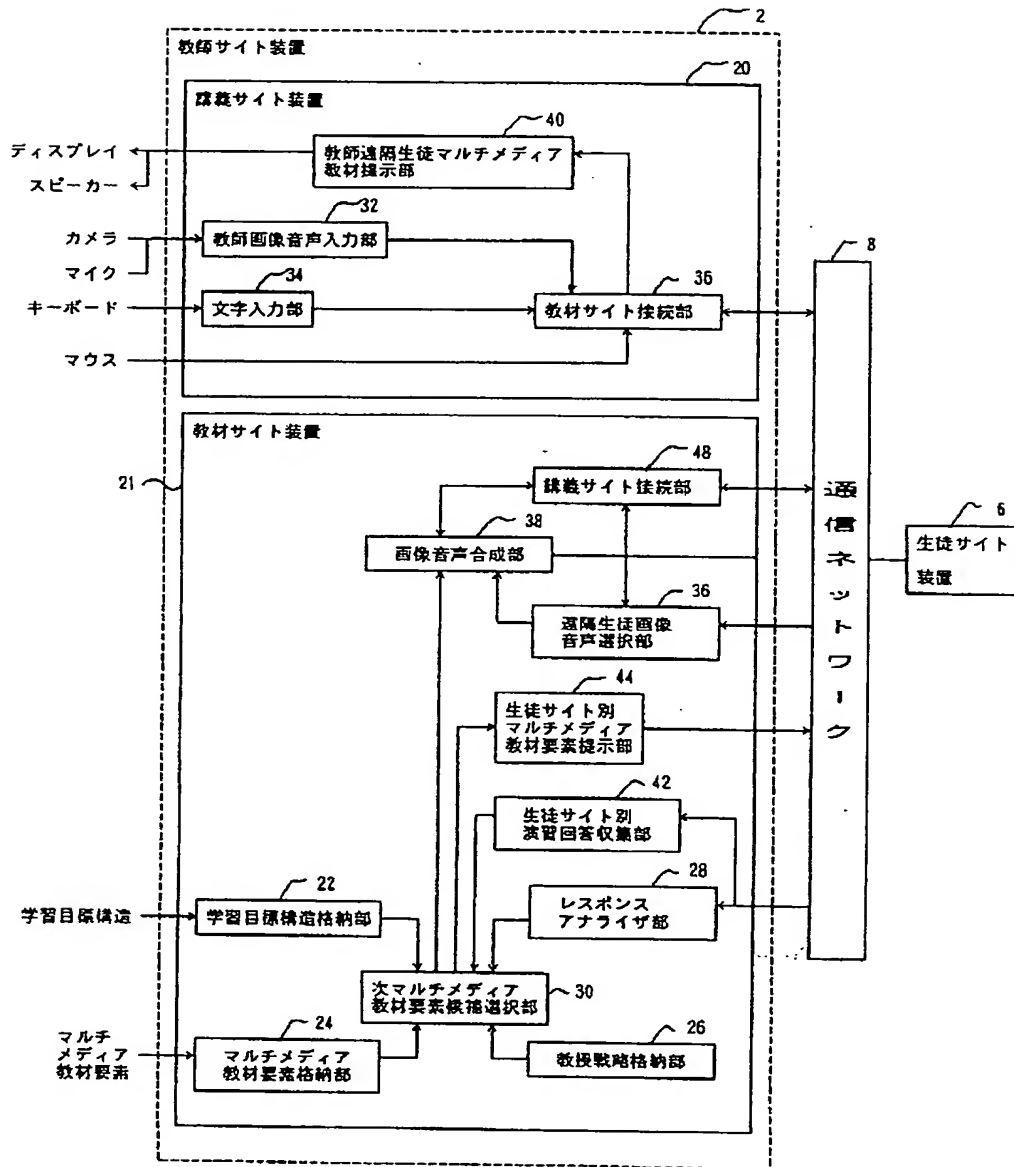 2
教師サイト装置
20
講義サイト装置
40
教師遠隔生徒マルチメディア
教材提示部
ディスプレイ
スピーカー
32
カメラ
教師画像音声入力部
マイク
34
キーボード
文字入力部
36
教材サイト接続部
マウス
8
通信ネットワーク
6
生徒サイト
装置
教材サイト装置
21
48
講義サイト接続部
38
画像音声合成部
36
遠隔生徒画像
音声選択部
44
生徒サイト別
マルチメディア
教材要素提示部
42
生徒サイト別
演習回答収集部
28
レスポンス
アナライザ部
22
学習目標構造
学習目標構造格納部
次マルチメディア
教材要素候補選択部
30
24
マルチ
メディア
教材要素
マルチメディア
教材要素格納部
26
教授戦略格納部